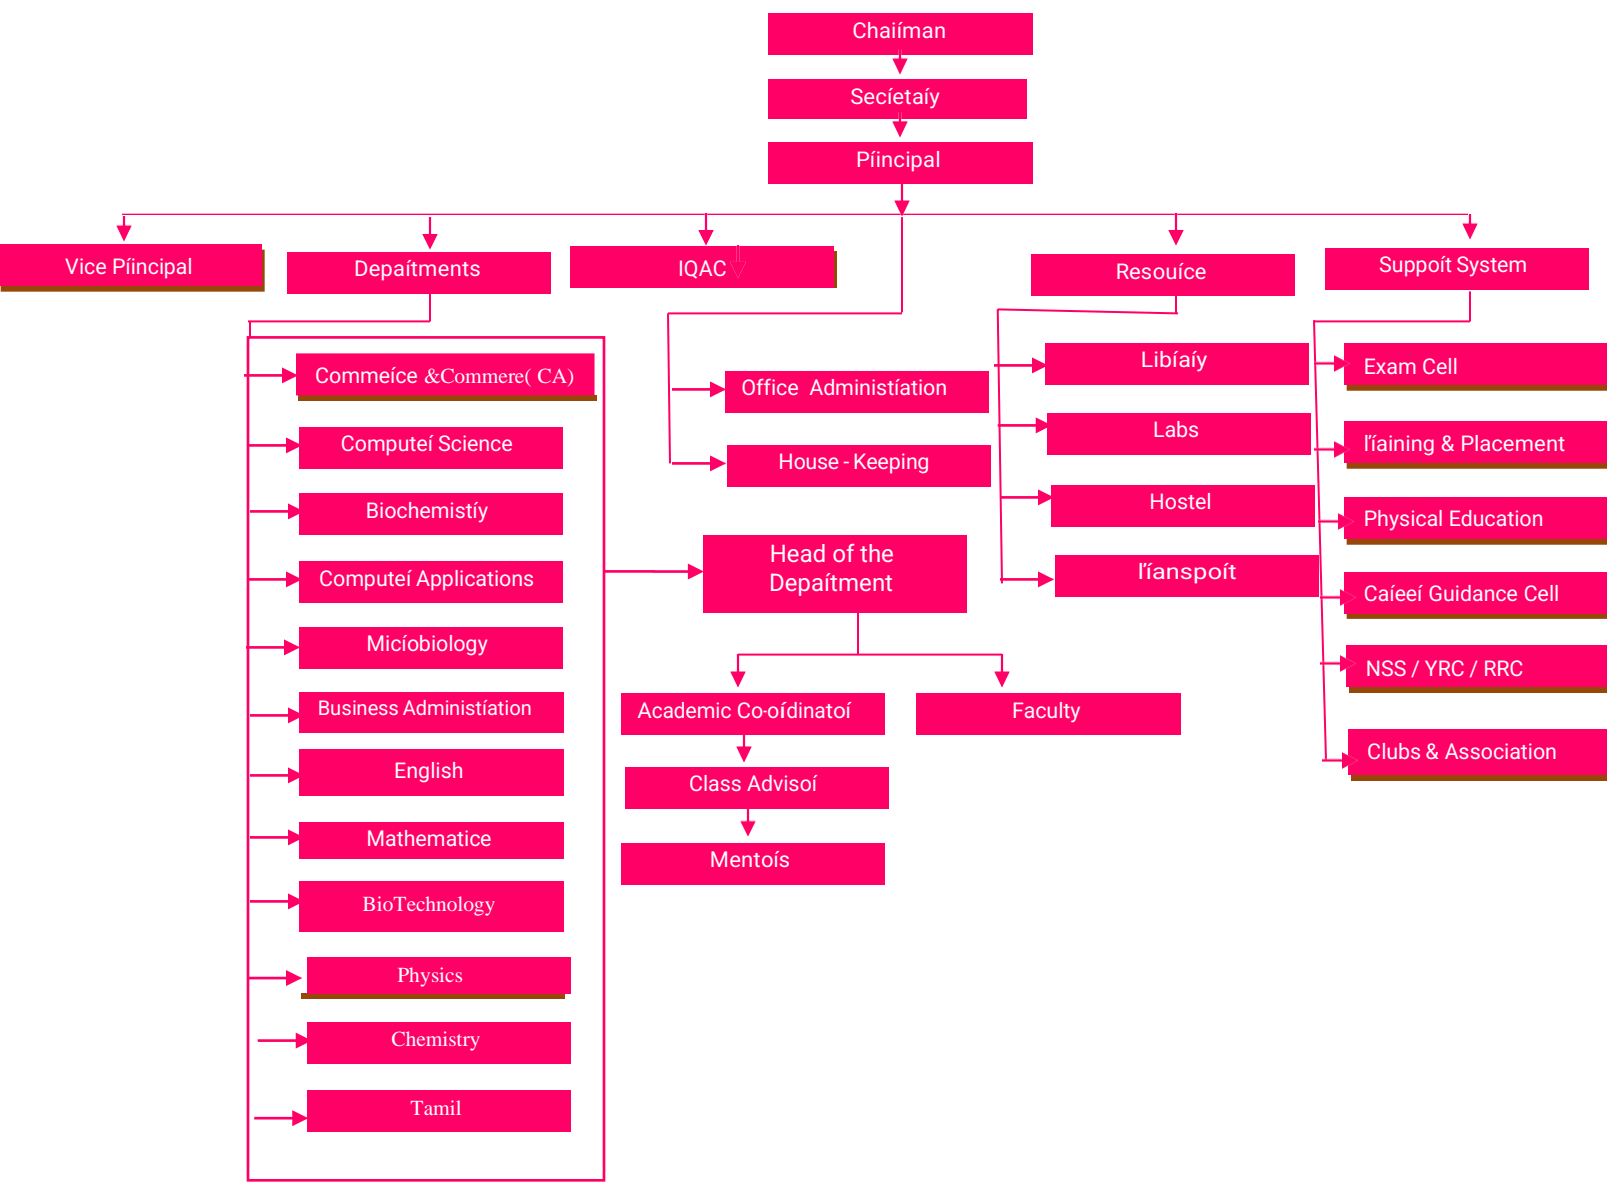 Chaiíman
Secíetaíy
Píincipal
Vice Píincipal
Depaítments
IQAC
Resouíce
Suppoít System
Commeíce &Commere( CA)
Computeí Science
Biochemistíy
Computeí Applications
Micíobiology
Business Administíation
English
Mathematice
BioTechnology
Physics
Chemistry
Tamil
Office Administíation
House - Keeping
Head of the
Depaítment
Academic Co-oídinatoí
Faculty
Class Advisoí
Mentoís
Libíaíy
Labs
Hostel
ľíanspoít
Exam Cell
ľíaining & Placement
Physical Education
Caíeeí Guidance Cell
NSS / YRC / RRC
Clubs & Association